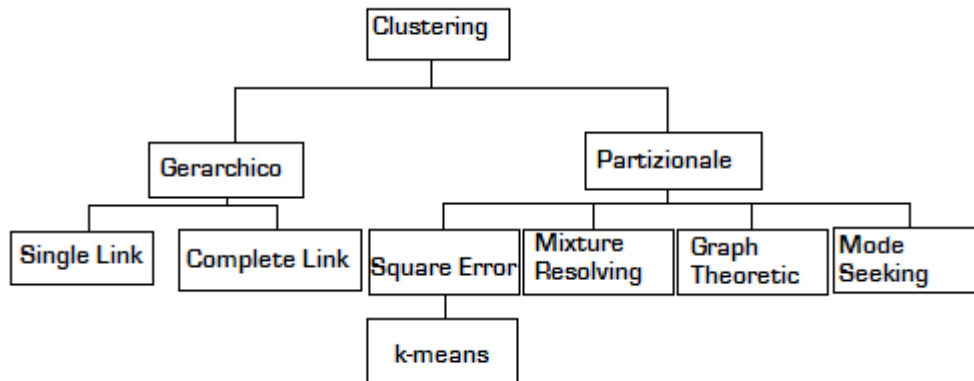 Clustering
Gerarchico
Partizionale
Single Link
Complete Link
Square Error
Mixture
Resolving
Graph
Theoretic
Mode
Seeking
k-means